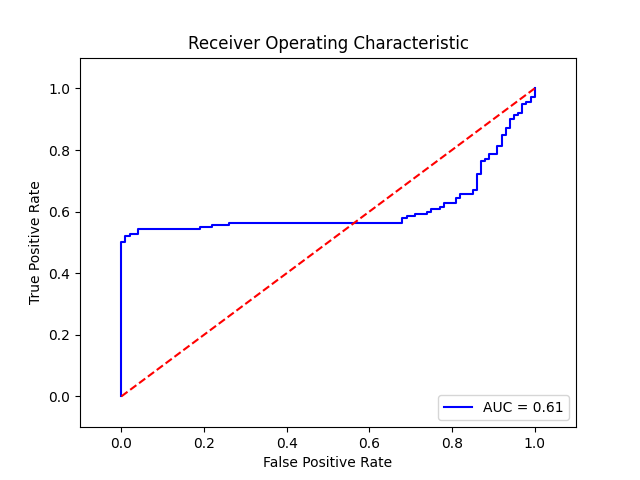 Receiver Operating Characteristic
True Positive Rate
1.0
0.8
0.6
0.4
0.2
0.0
AUC = 0.61
0.0 0.2 0.4 0.6 0.8 1.0
False Positive Rate